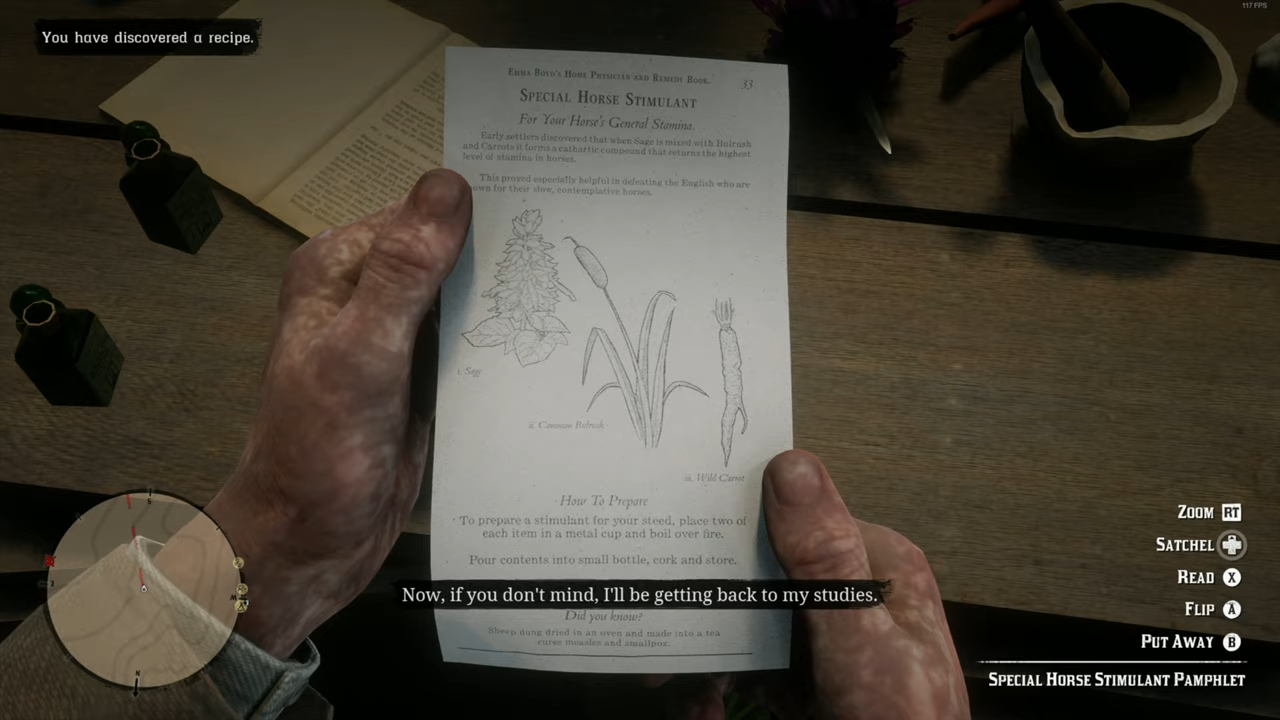 117 FPS
You have discovered a recipe.
Emma Boyd's Home Physician and Remedy Book.
33
Special Horse Stimulant
For Your Horse's General Stamina.
Early settlers discovered that when Sage is mixed with Bulrush
and Carrots it forms a cathartic compound that returns the highest
level of stamina in horses.
This proved especially helpful in defeating the English who are
own for their slow, contemplative horses.
i. Sage
ii. Common Bulrush
iii. Wild Carrot
How To Prepare
To prepare a stimulant for your steed, place two of
each item in a metal cup and boil over fire.
Pour contents into small bottle, cork and store.
Now, if you don't mind, I'll be getting back to my studies.
Did you know?
Sheep dung dried in an oven and made into a tea
cures measles and smallpox.
Zoom RT
Satchel
Read X
Flip A
Put Away B
Special Horse Stimulant Pamphlet
S
E
W
N